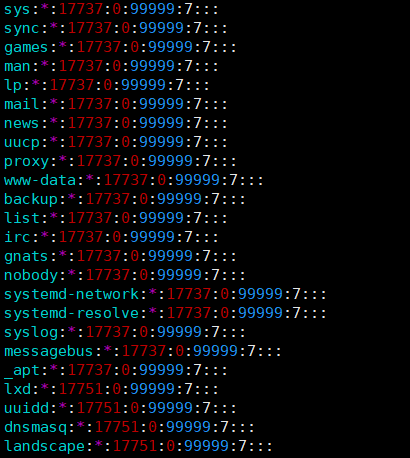 sys:*:17737:0:99999:7:::
sync:*:17737:0:99999:7:::
games:*:17737:0:99999:7:::
man:*:17737:0:99999:7:::
lp:*:17737:0:99999:7:::
mail:*:17737:0:99999:7:::
news:*:17737:0:99999:7:::
uucp:*:17737:0:99999:7:::
proxy:*:17737:0:99999:7:::
www-data:*:17737:0:99999:7:::
backup:*:17737:0:99999:7:::
list:*:17737:0:99999:7:::
irc:*:17737:0:99999:7:::
gnats:*:17737:0:99999:7:::
nobody:*:17737:0:99999:7:::
systemd-network:*:17737:0:99999:7:::
systemd-resolve:*:17737:0:99999:7:::
syslog:*:17737:0:99999:7:::
messagebus:*:17737:0:99999:7:::
_apt:*:17737:0:99999:7:::
lxd:*:17751:0:99999:7:::
uuidd:*:17751:0:99999:7:::
dnsmasq:*:17751:0:99999:7:::
landscape:*:17751:0:99999:7:::